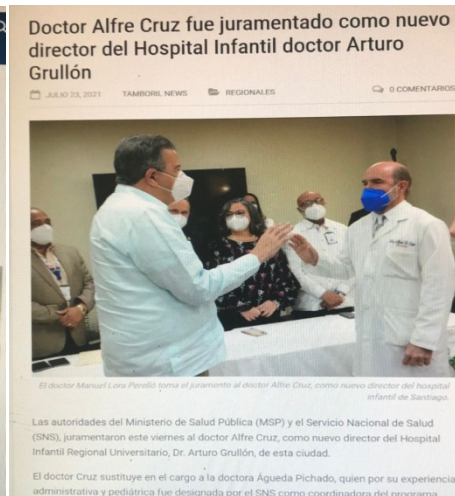 Doctor Alfre Cruz fue juramentado como nuevo
director del Hospital Infantil doctor Arturo
Grullón
JULIO 23, 2021 TAMBORIL NEWS REGIONALES 0 COMENTARIOS
El doctor Manuel Lora Perelló toma el juramento al doctor Alfre Cruz, como nuevo director del hospital
infantil de Santiago.
Las autoridades del Ministerio de Salud Pública (MSP) y el Servicio Nacional de Salud
(SNS), juramentaron este viernes al doctor Alfre Cruz, como nuevo director del Hospital
Infantil Regional Universitario, Dr. Arturo Grullón, de esta ciudad.
El doctor Cruz sustituye en el cargo a la doctora Águeda Pichado, quien por su experiencia
administrativa y pediátrica fue designada por el SNS como coordinadora del programa